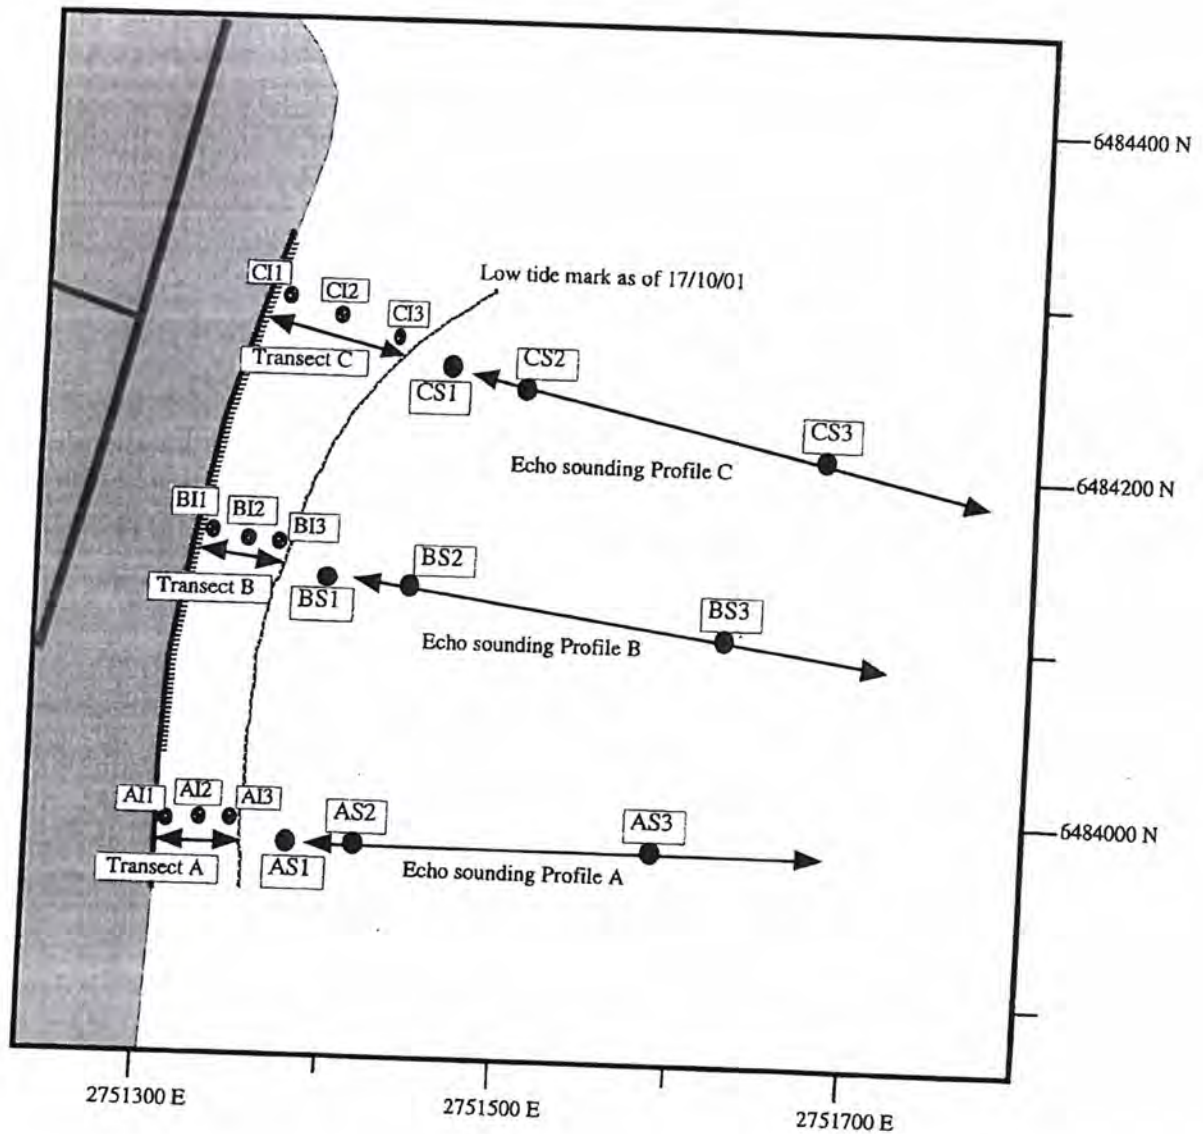 6484400 N
CI1
Low tide mark as of 17/10/01
CI2
CI3
Transect C
CS2
CS1
CS3
Echo sounding Profile C
6484200 N
BI1
BI2
BI3
BS2
Transect B
BS1
BS3
Echo sounding Profile B
AI1
AI2
AI3
AS2
AS3
6484000 N
Transect A
AS1
Echo sounding Profile A
2751300 E
2751500 E
2751700 E